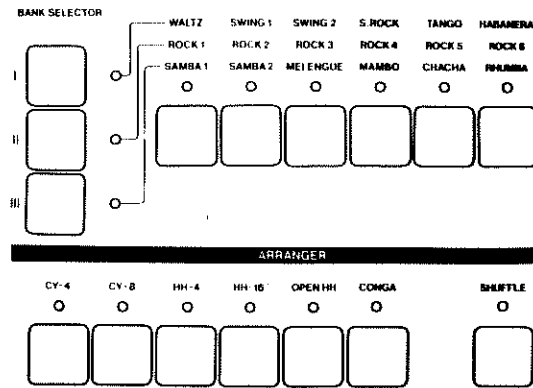 BANK SELECTOR
WALTZ SWING 1 SWING 2 S.ROCK TANGO HABANERA
I
ROCK 1 ROCK 2 ROCK 3 ROCK 4 ROCK 5 ROCK 6
SAMBA 1 SAMBA 2 MELENGUE MAMBO CHACHA RHUMBA
II
III
ARRANGER
CY-4 CY-8 HH-4 HH-16 OPEN HH CONGA SHUFFLE